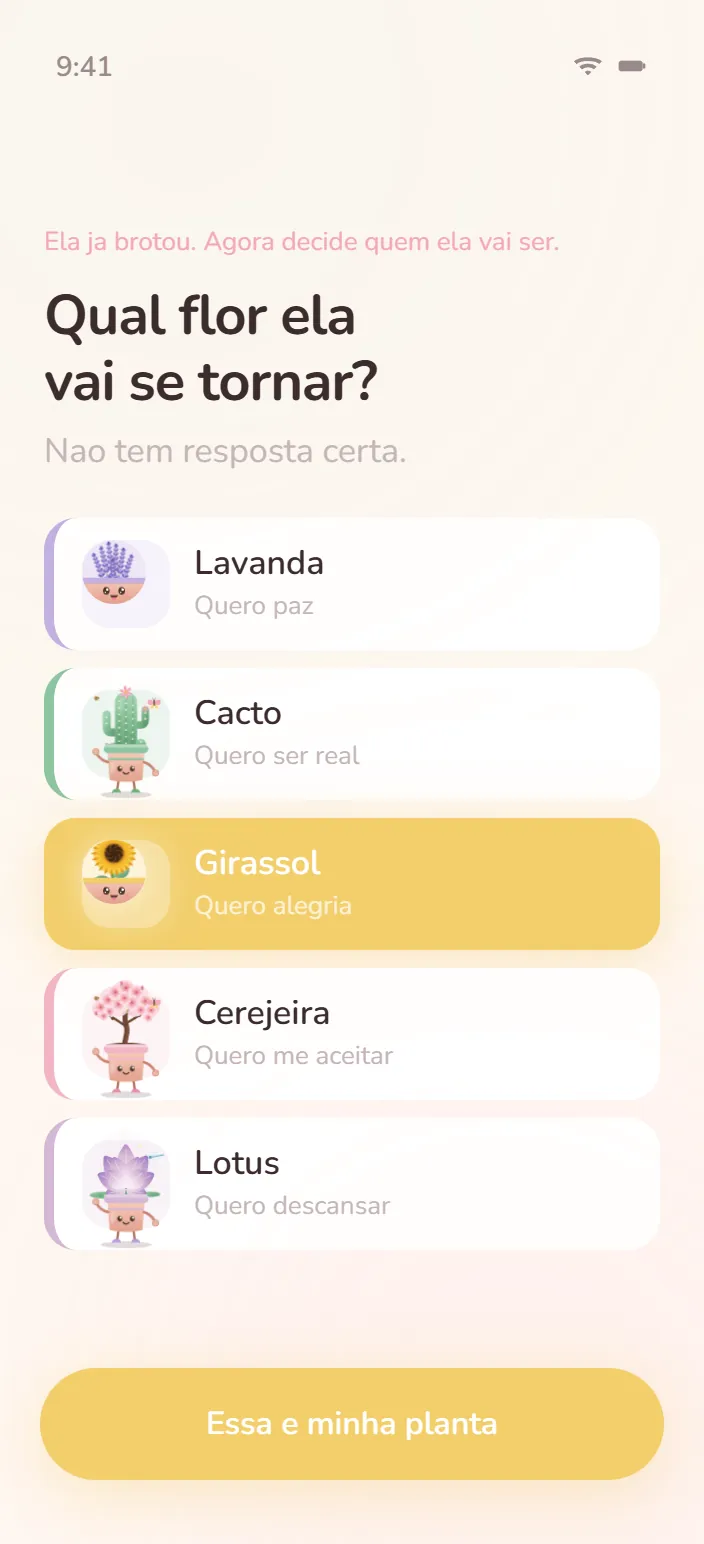 9:41
Ela ja brotou. Agora decide quem ela vai ser.
Qual flor ela
vai se tornar?
Nao tem resposta certa.
Lavanda
Quero paz
Cacto
Quero ser real
Girassol
Quero alegria
Cerejeira
Quero me aceitar
Lotus
Quero descansar
Essa e minha planta